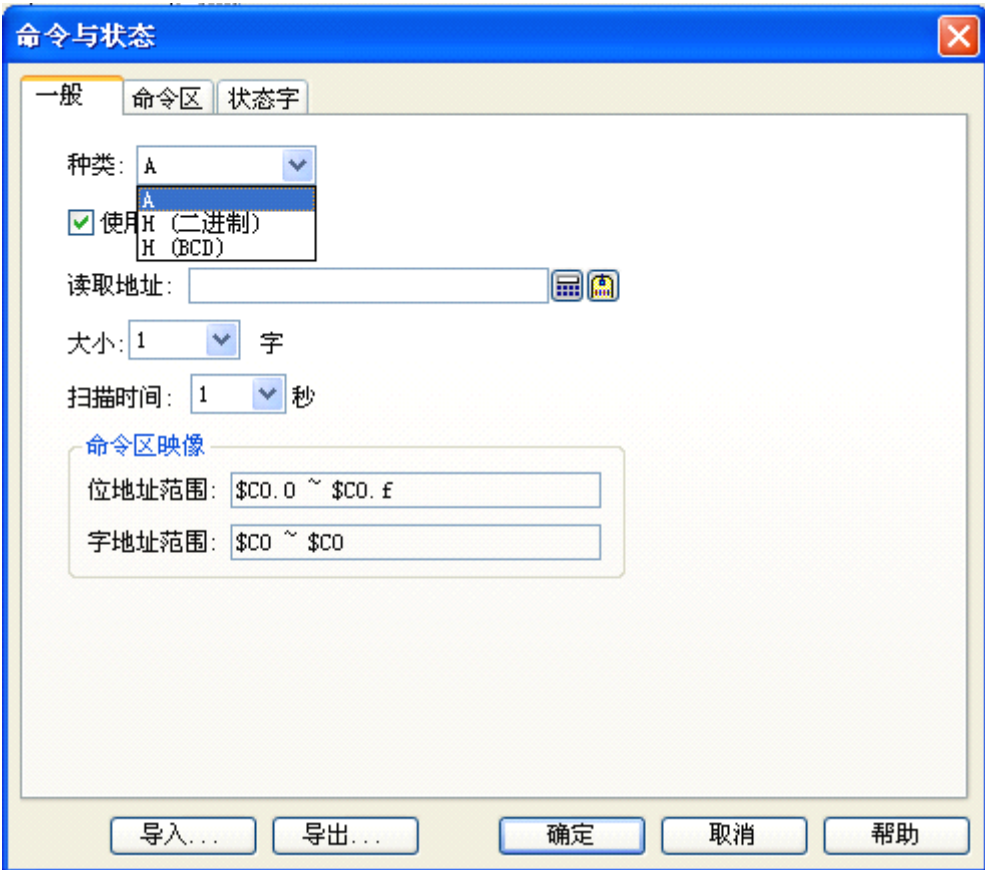 命令与状态
一般 命令区 状态字
种类: A
A
使用
H (二进制)
H (BCD)
读取地址:
大小: 1 字
扫描时间: 1 秒
命令区映像
位地址范围: $C0.0 ~ $C0.f
字地址范围: $C0 ~ $C0
导入... 导出... 确定 取消 帮助